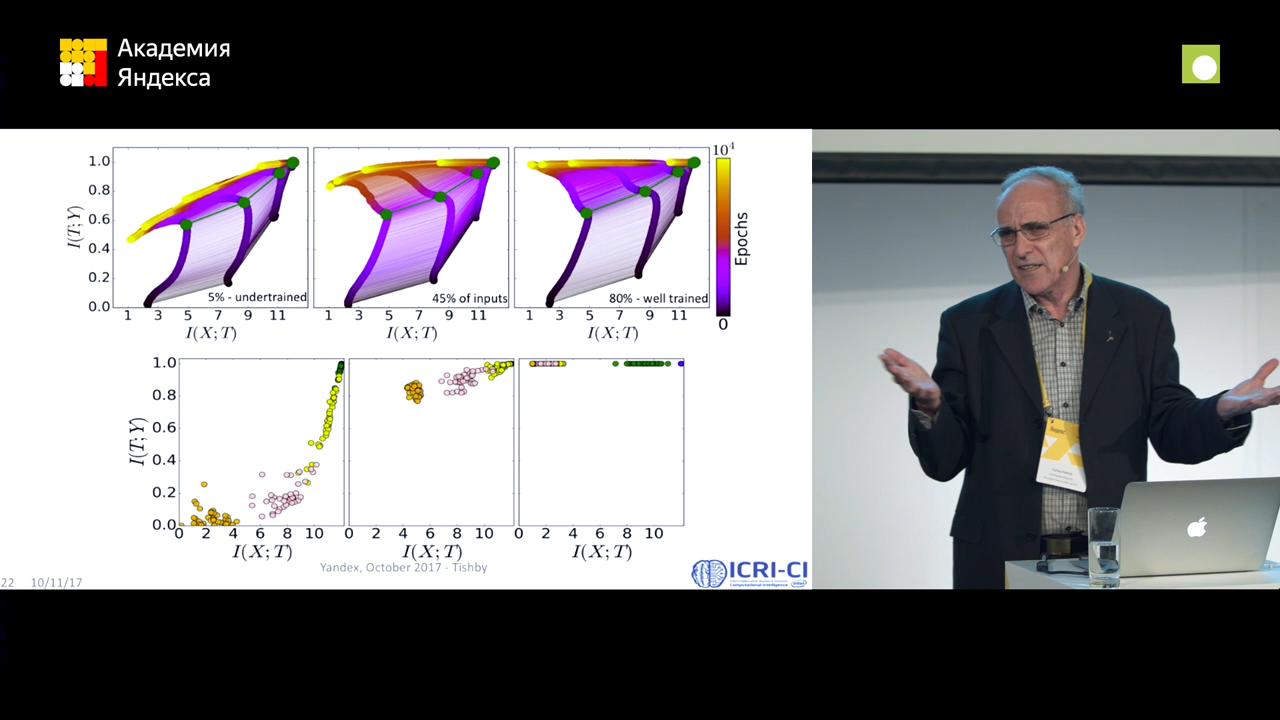 Академия
Яндекса
1.0
0.8
0.6
0.4
0.2
0.0
I(T;Y)
5% - undertrained
45% of inputs
80% - well trained
1 3 5 7 9 11
1 3 5 7 9 11
1 3 5 7 9 11
I(X;T)
I(X;T)
I(X;T)
10⁴
Epochs
0
1.0
0.8
0.6
0.4
0.2
0.0
I(T;Y)
0 2 4 6 8 10
0 2 4 6 8 10
0 2 4 6 8 10
I(X;T)
I(X;T)
I(X;T)
Yandex, October 2017 - Tishby
22 10/11/17
ICRI-CI